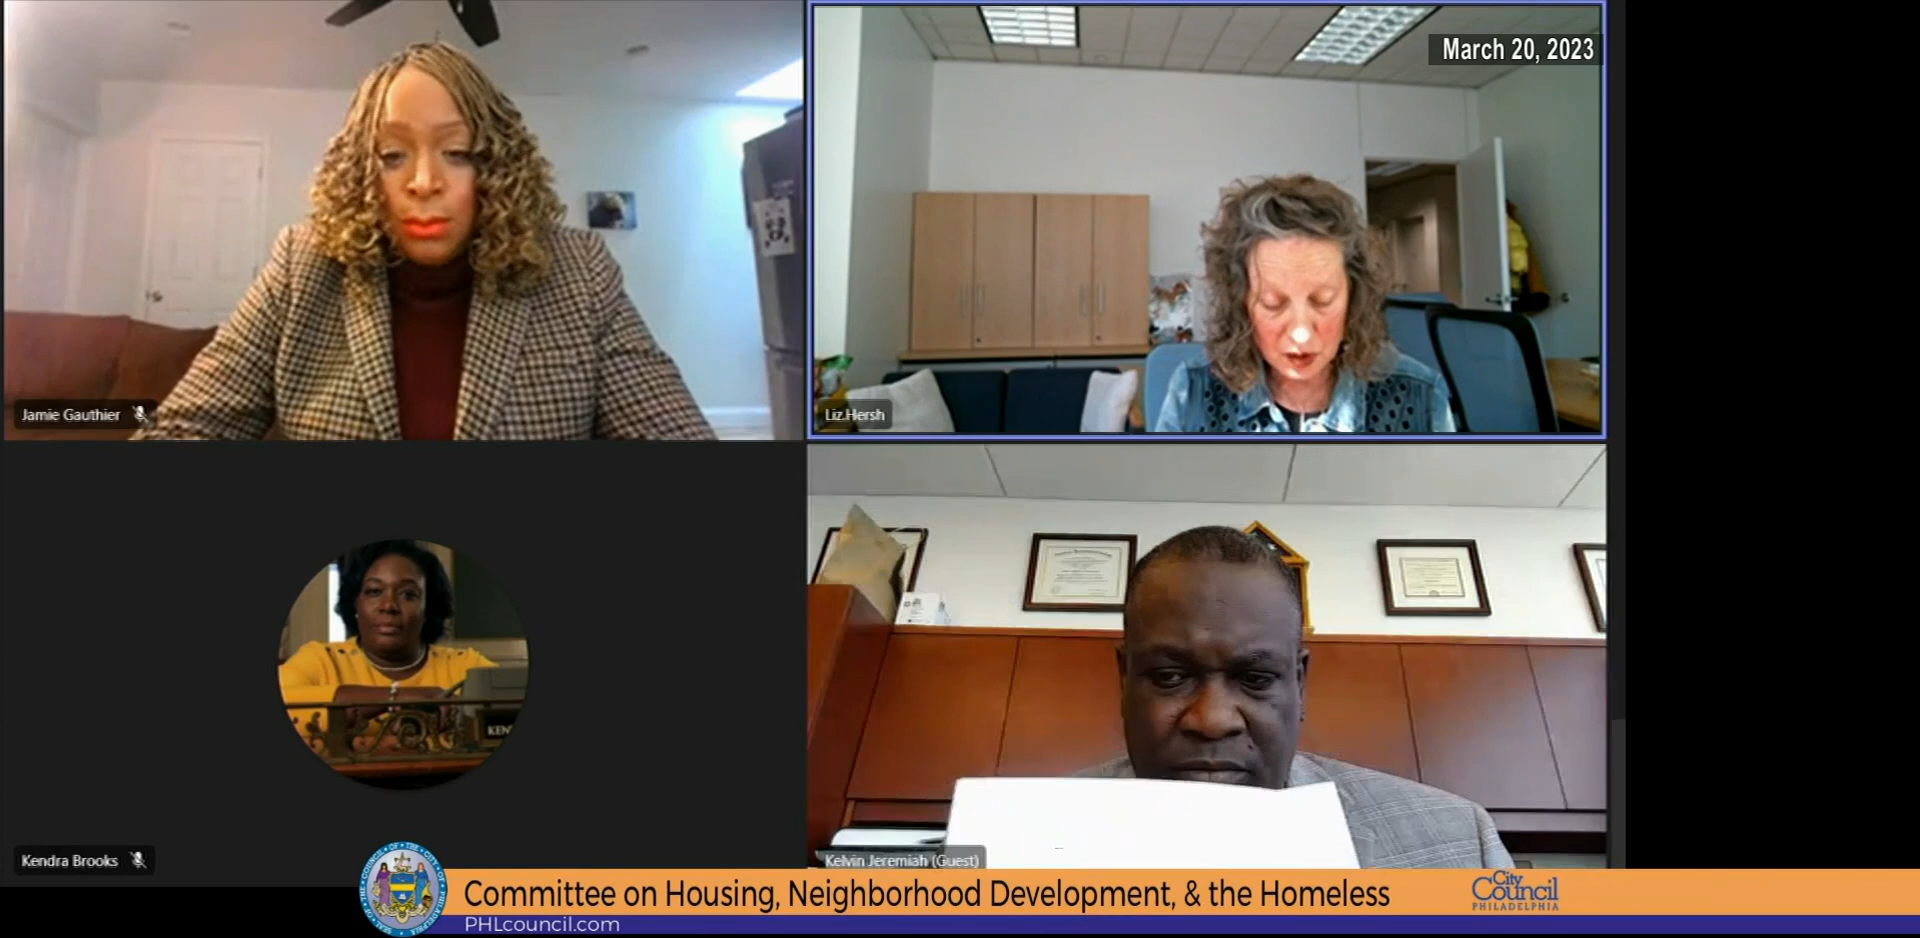 March 20, 2023
Jamie Gauthier
Liz.Hersh
KEN
Kendra Brooks
Kelvin Jeremiah (Guest)
Committee on Housing, Neighborhood Development, & the Homeless
City
COUNCIL
PHILADELPHIA
PHLcouncil.com